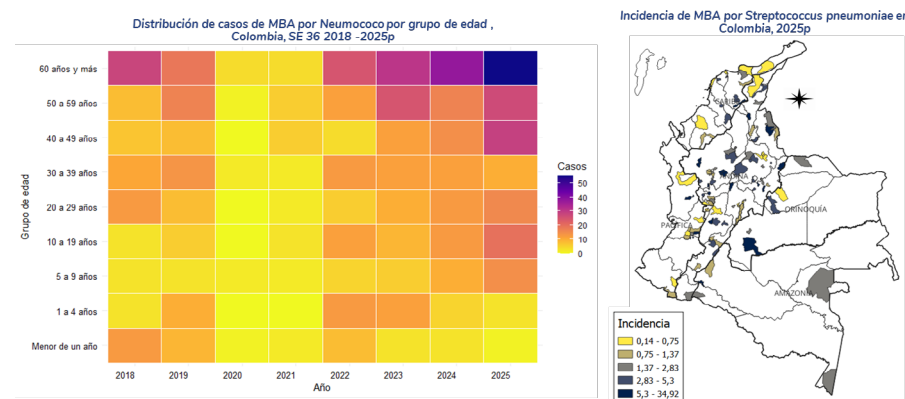 Distribución de casos de MBA por Neumococo por grupo de edad ,
Colombia, SE 36 2018 -2025p
60 años y más
50 a 59 años
40 a 49 años
30 a 39 años
20 a 29 años
10 a 19 años
5 a 9 años
1 a 4 años
Menor de un año
Grupo de edad
2018 2019 2020 2021 2022 2023 2024 2025
Año
Casos
50
40
30
20
10
0
Incidencia de MBA por Streptococcus pneumoniae en
Colombia, 2025p
CARIBE
ANDINA
ORINOQUÍA
PACÍFICA
AMAZONÍA
Incidencia
0,14 - 0,75
0,75 - 1,37
1,37 - 2,83
2,83 - 5,3
5,3 - 34,92